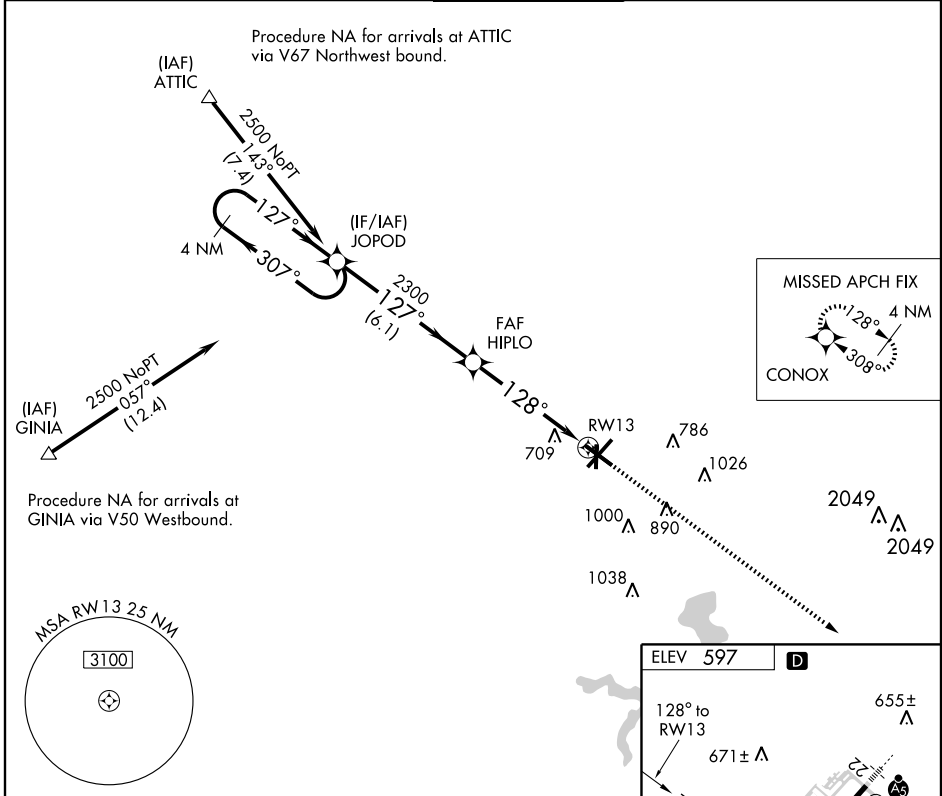 Procedure NA for arrivals at ATTIC
via V67 Northwest bound.
(IAF)
ATTIC
2500 NoPT
143°
(7.4)
127°
(IF/IAF)
JOPOD
4 NM
307°
2300
127°
(6.1)
FAF
HIPLO
MISSED APCH FIX
128°
4 NM
308°
CONOX
2500 NoPT
057°
(12.4)
(IAF)
GINIA
128°
RW13
709
786
1026
Procedure NA for arrivals at
GINIA via V50 Westbound.
1000
890
2049
2049
1038
MSA RW13 25 NM
3100
ELEV 597
D
128° to
RW13
655±
671±
22
A5